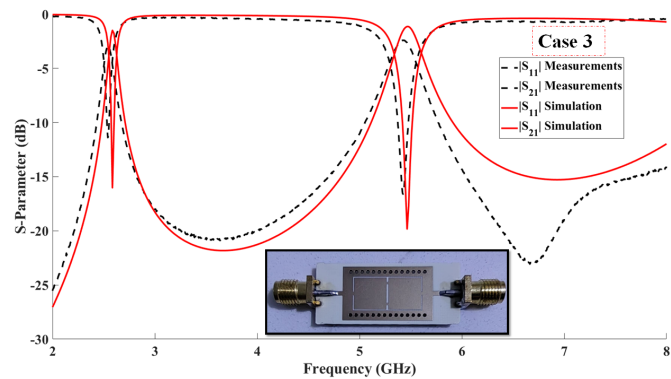 0
-5
-10
-15
-20
-25
-30
S-Parameter (dB)
Case 3
|S11| Measurements
|S21| Measurements
|S11| Simulation
|S21| Simulation
2 3 4 5 6 7 8
Frequency (GHz)